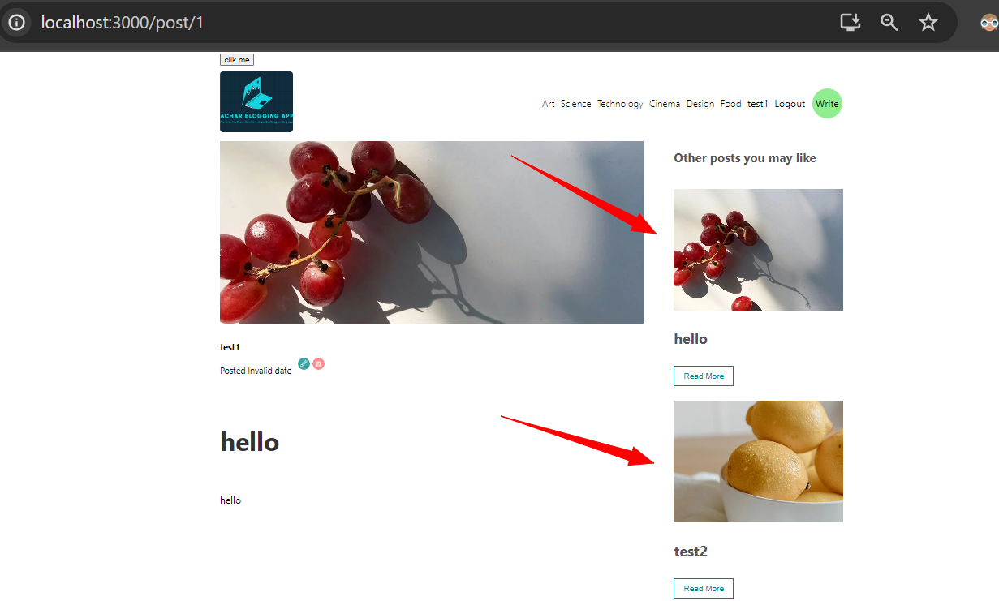 localhost:3000/post/1
clik me
ACHAR BLOGGING APP
Art Science Technology Cinema Design Food test1 Logout Write
Other posts you may like
hello
Read More
test1
Posted Invalid date
hello
hello
test2
Read More